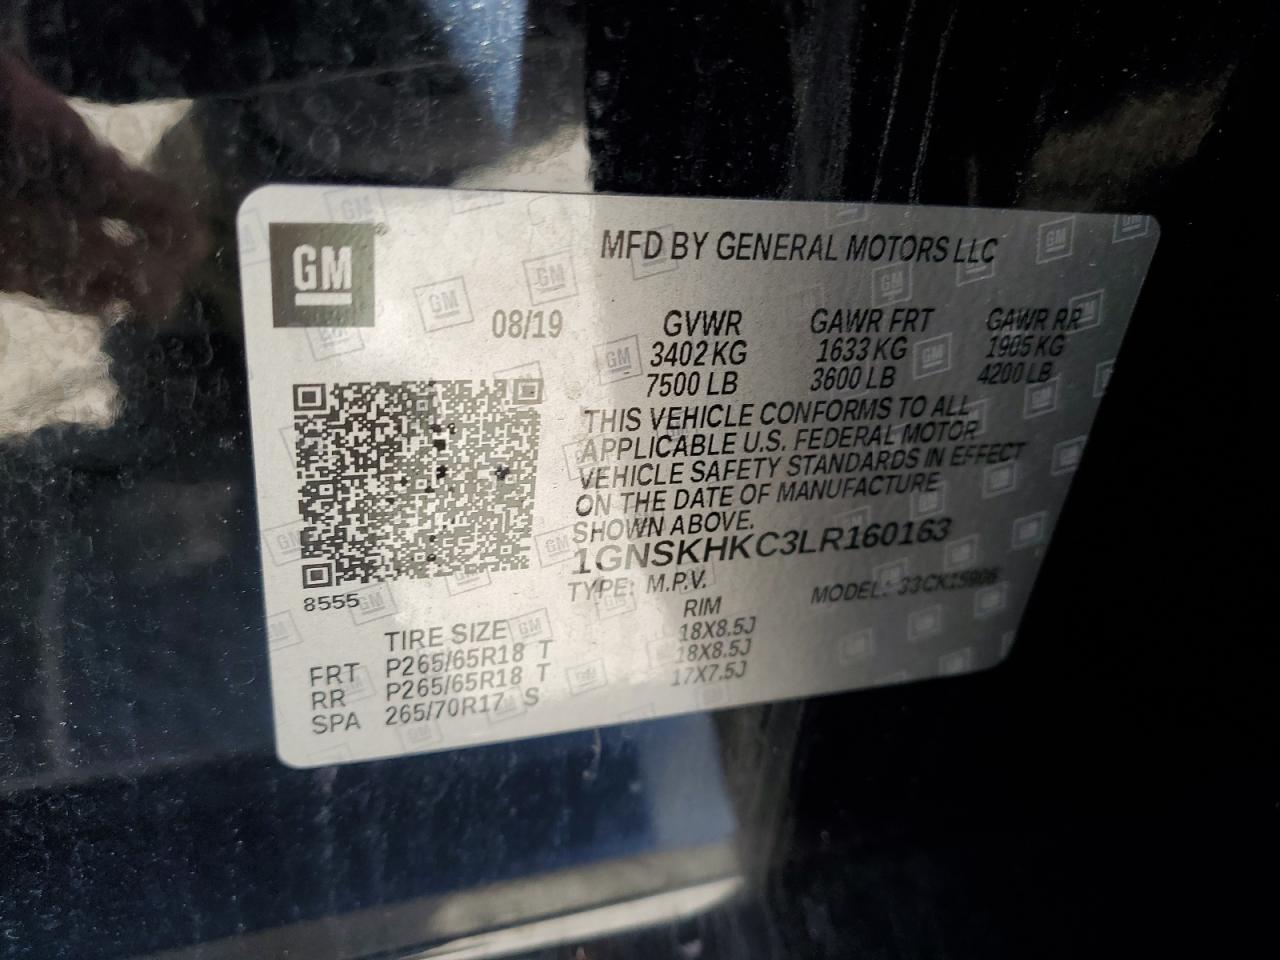 GM
MFD BY GENERAL MOTORS LLC
08/19 GVWR GAWR FRT GAWR RR
3402 KG 1633 KG 1905 KG
7500 LB 3600 LB 4200 LB
THIS VEHICLE CONFORMS TO ALL
APPLICABLE U.S. FEDERAL MOTOR
VEHICLE SAFETY STANDARDS IN EFFECT
ON THE DATE OF MANUFACTURE
SHOWN ABOVE.
1GNSKHKC3LR160163
TYPE: M.P.V. MODEL: 33CK15906
8555
TIRE SIZE RIM
FRT P265/65R18 T 18X8.5J
RR P265/65R18 T 18X8.5J
SPA 265/70R17 S 17X7.5J